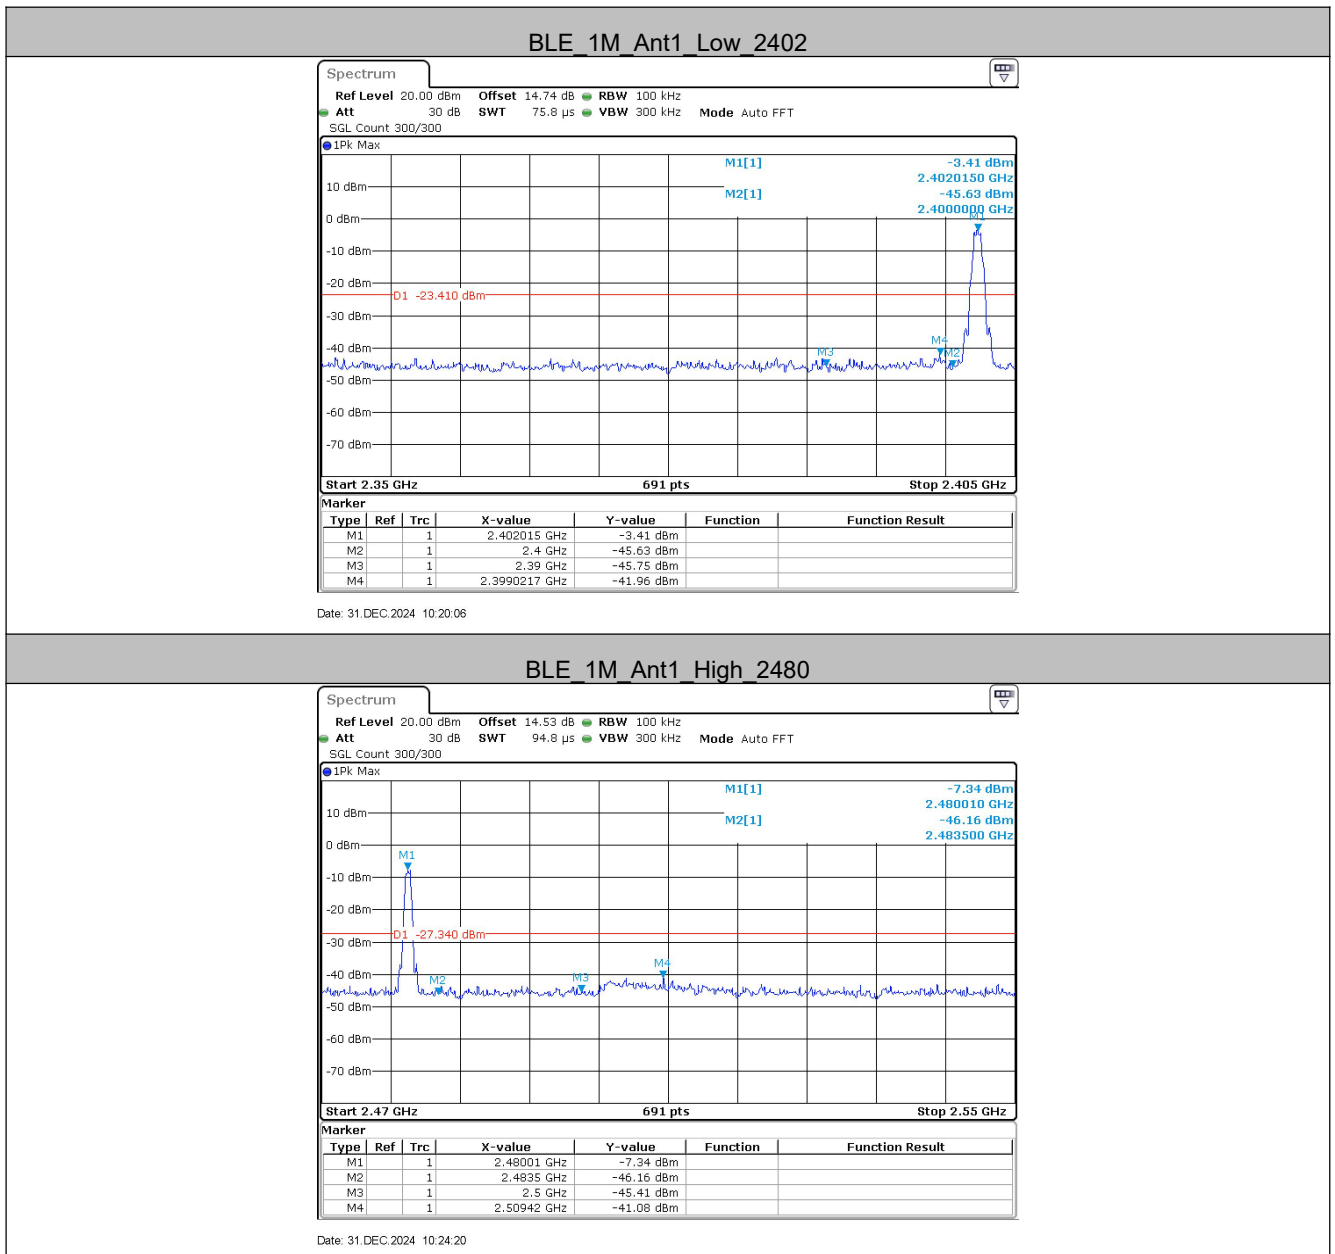 BLE_1M_Ant1_Low_2402
Spectrum
Ref Level 20.00 dBm Offset 14.74 dB RBW 100 kHz
Att 30 dB SWT 75.8 µs VBW 300 kHz Mode Auto FFT
SGL Count 300/300
1Pk Max
M1[1] -3.41 dBm
2.4020150 GHz
M2[1] -45.63 dBm
2.4000000 GHz
10 dBm
0 dBm
M1
-10 dBm
-20 dBm
D1 -23.410 dBm
-30 dBm
-40 dBm
M3
M4
M2
-50 dBm
-60 dBm
-70 dBm
Start 2.35 GHz 691 pts Stop 2.405 GHz
Marker
Type Ref Trc X-value Y-value Function Function Result
M1 1 2.402015 GHz -3.41 dBm
M2 1 2.4 GHz -45.63 dBm
M3 1 2.39 GHz -45.75 dBm
M4 1 2.3990217 GHz -41.96 dBm
Date: 31.DEC.2024 10:20:06
BLE_1M_Ant1_High_2480
Spectrum
Ref Level 20.00 dBm Offset 14.53 dB RBW 100 kHz
Att 30 dB SWT 94.8 µs VBW 300 kHz Mode Auto FFT
SGL Count 300/300
1Pk Max
M1[1] -7.34 dBm
2.480010 GHz
M2[1] -46.16 dBm
2.483500 GHz
10 dBm
0 dBm
M1
-10 dBm
-20 dBm
D1 -27.340 dBm
-30 dBm
M4
-40 dBm
M2
M3
-50 dBm
-60 dBm
-70 dBm
Start 2.47 GHz 691 pts Stop 2.55 GHz
Marker
Type Ref Trc X-value Y-value Function Function Result
M1 1 2.48001 GHz -7.34 dBm
M2 1 2.4835 GHz -46.16 dBm
M3 1 2.5 GHz -45.41 dBm
M4 1 2.50942 GHz -41.08 dBm
Date: 31.DEC.2024 10:24:20